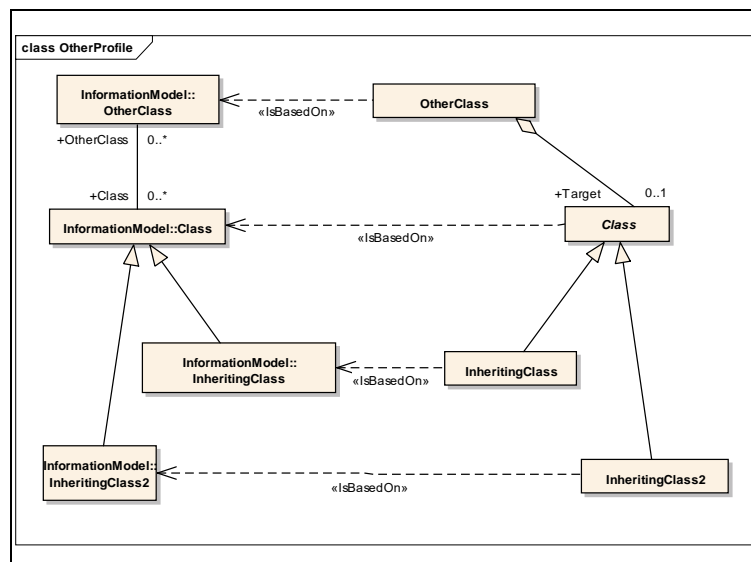 class OtherProfile
InformationModel::
OtherClass
OtherClass
«IsBasedOn»
+OtherClass 0..*
+Class 0..*
+Target 0..1
InformationModel::Class
Class
«IsBasedOn»
InformationModel::
InheritingClass
InheritingClass
«IsBasedOn»
InformationModel::
InheritingClass2
InheritingClass2
«IsBasedOn»